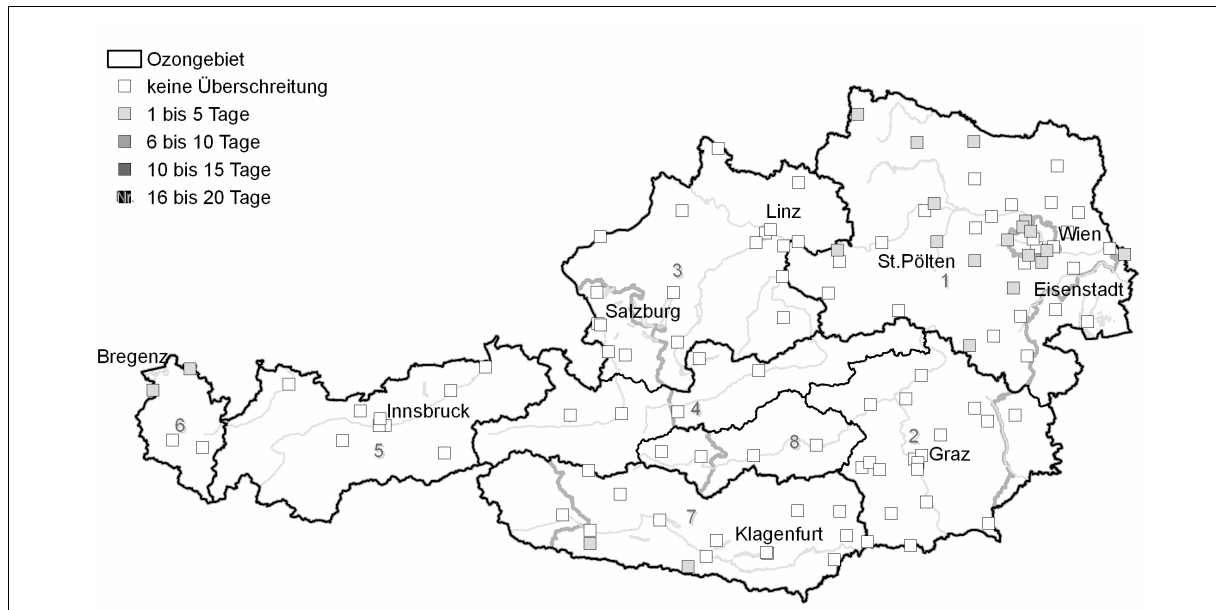 Ozongebiet
keine Überschreitung
1 bis 5 Tage
6 bis 10 Tage
10 bis 15 Tage
16 bis 20 Tage
Linz
Wien
St.Pölten
3
1
Eisenstadt
Salzburg
Bregenz
Innsbruck
4
6
5
8
2
Graz
7
Klagenfurt